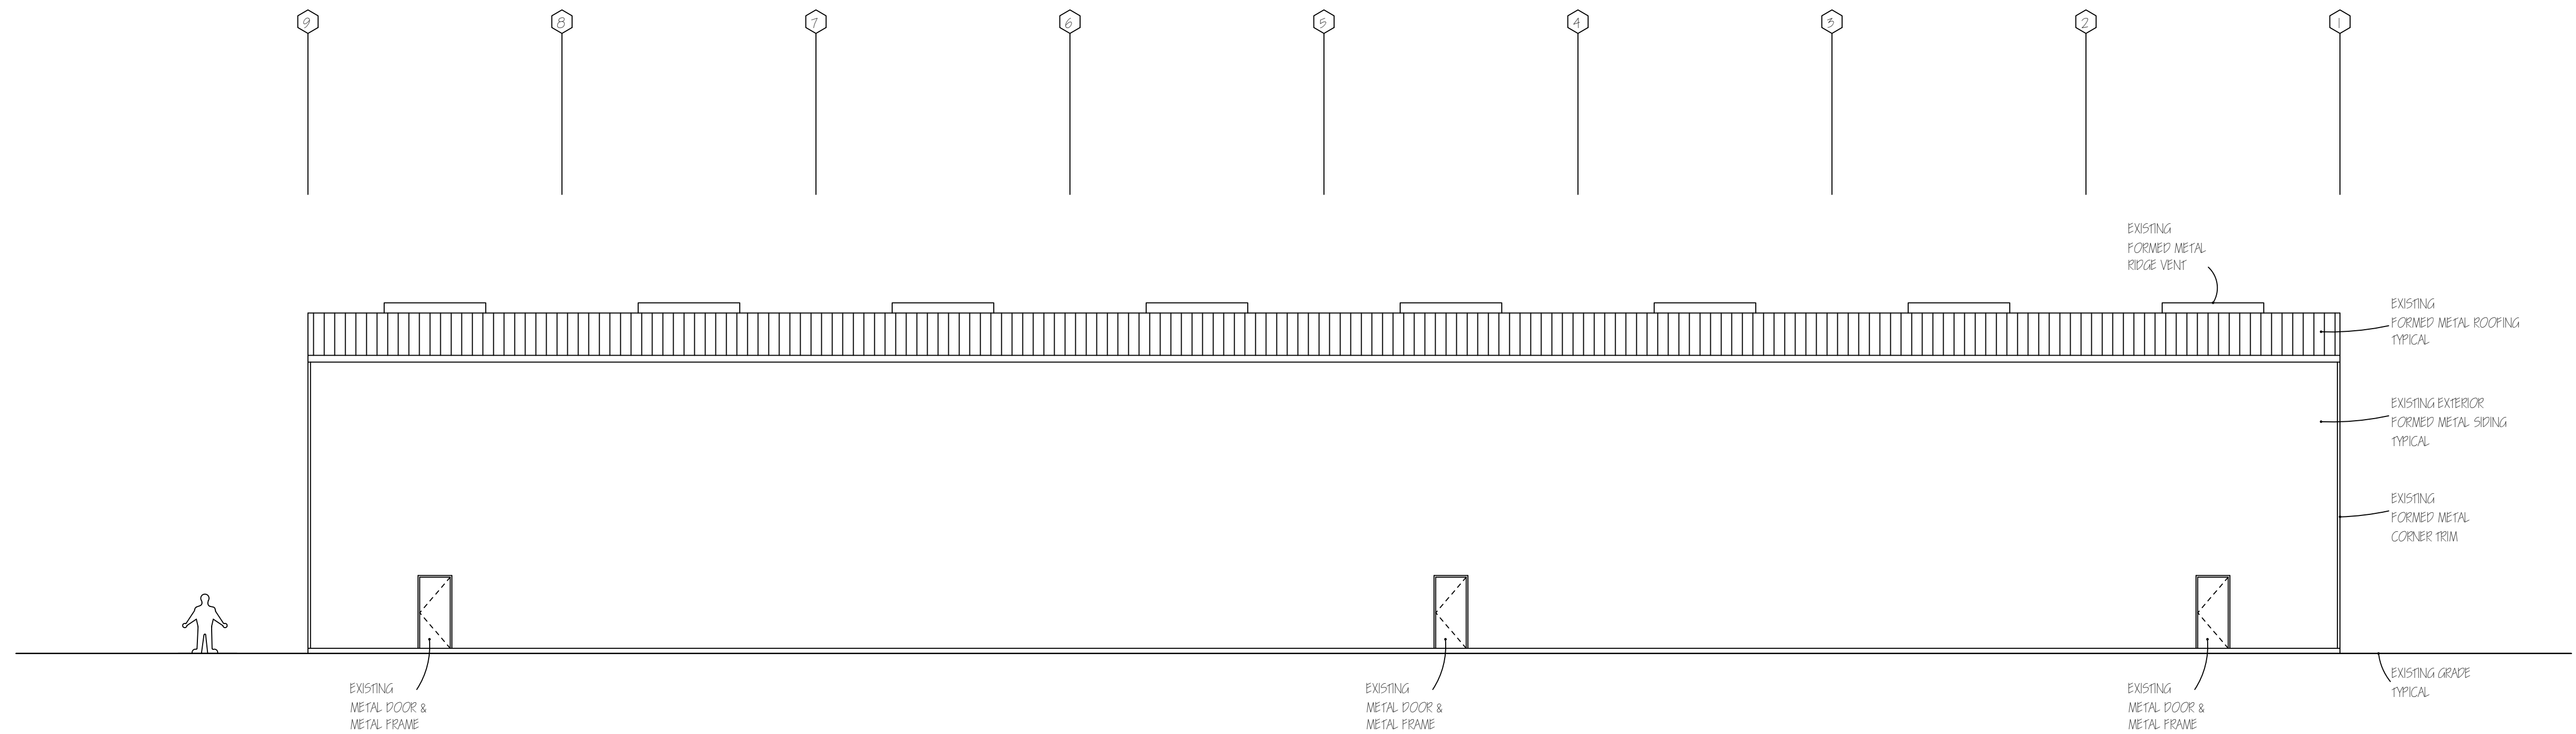 9 8 7 6 5 4 3 2 1
EXISTING
FORMED METAL
RIDGE VENT
EXISTING
FORMED METAL ROOFING
TYPICAL
EXISTING EXTERIOR
FORMED METAL SIDING
TYPICAL
EXISTING
FORMED METAL
CORNER TRIM
EXISTING GRADE
TYPICAL
EXISTING
METAL DOOR &
METAL FRAME
EXISTING
METAL DOOR &
METAL FRAME
EXISTING
METAL DOOR &
METAL FRAME